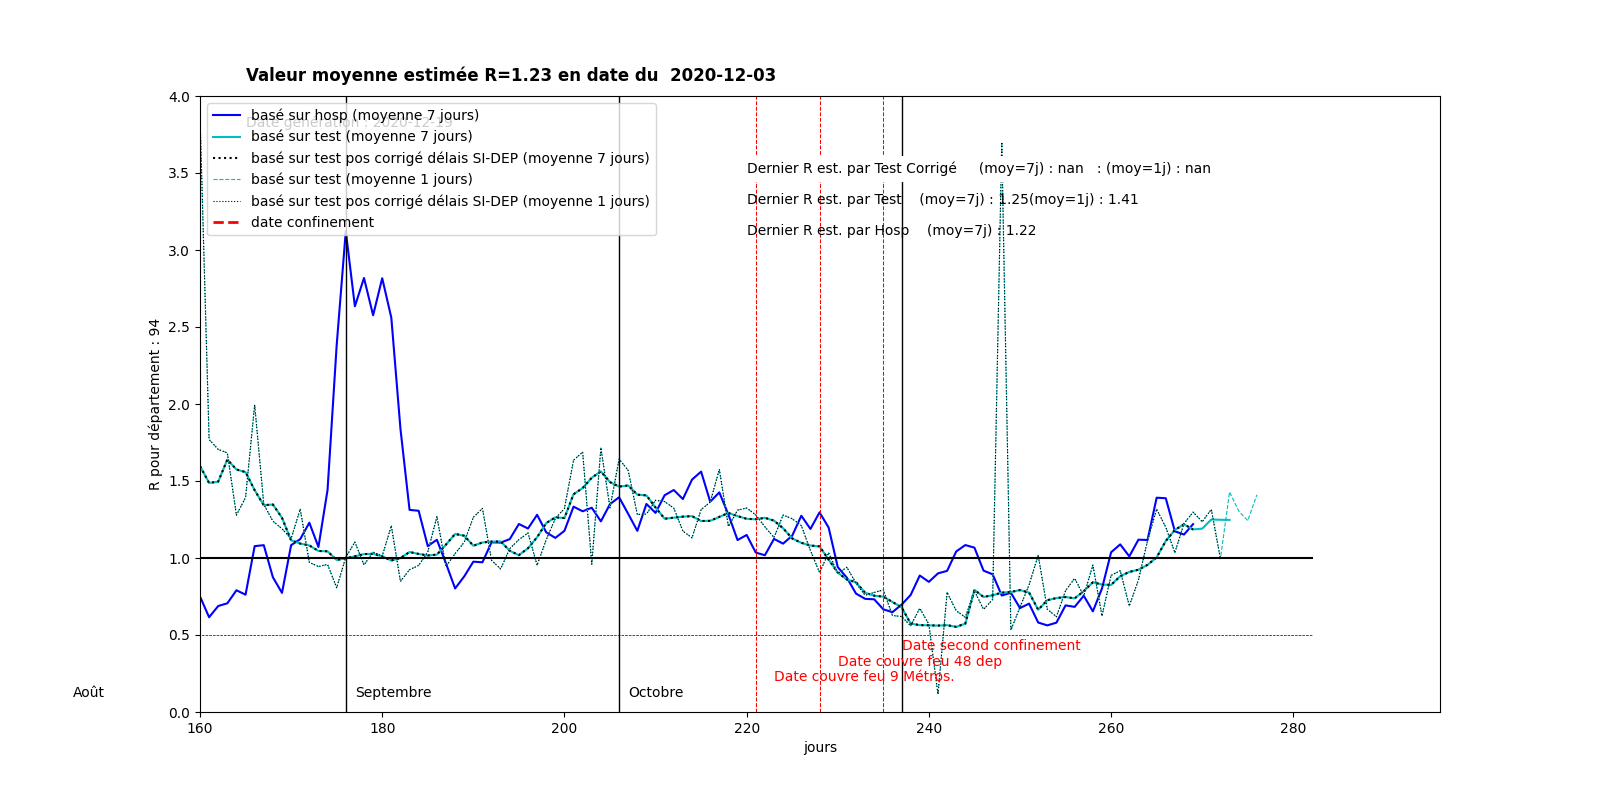 Valeur moyenne estimée R=1.23 en date du  2020-12-03
Date génération : 2020-12-19
basé sur hosp (moyenne 7 jours)
basé sur test (moyenne 7 jours)
basé sur test pos corrigé délais SI-DEP (moyenne 7 jours)
basé sur test (moyenne 1 jours)
basé sur test pos corrigé délais SI-DEP (moyenne 1 jours)
date confinement
Dernier R est. par Test Corrigé     (moy=7j) : nan   : (moy=1j) : nan
Dernier R est. par Test    (moy=7j) : 1.25(moy=1j) : 1.41
Dernier R est. par Hosp    (moy=7j) : 1.22
4.0
3.5
3.0
2.5
2.0
1.5
1.0
0.5
0.0
R pour département : 94
Date second confinement
Date couvre feu 48 dep
Date couvre feu 9 Métros.
Août
Septembre
Octobre
160
180
200
220
240
260
280
jours